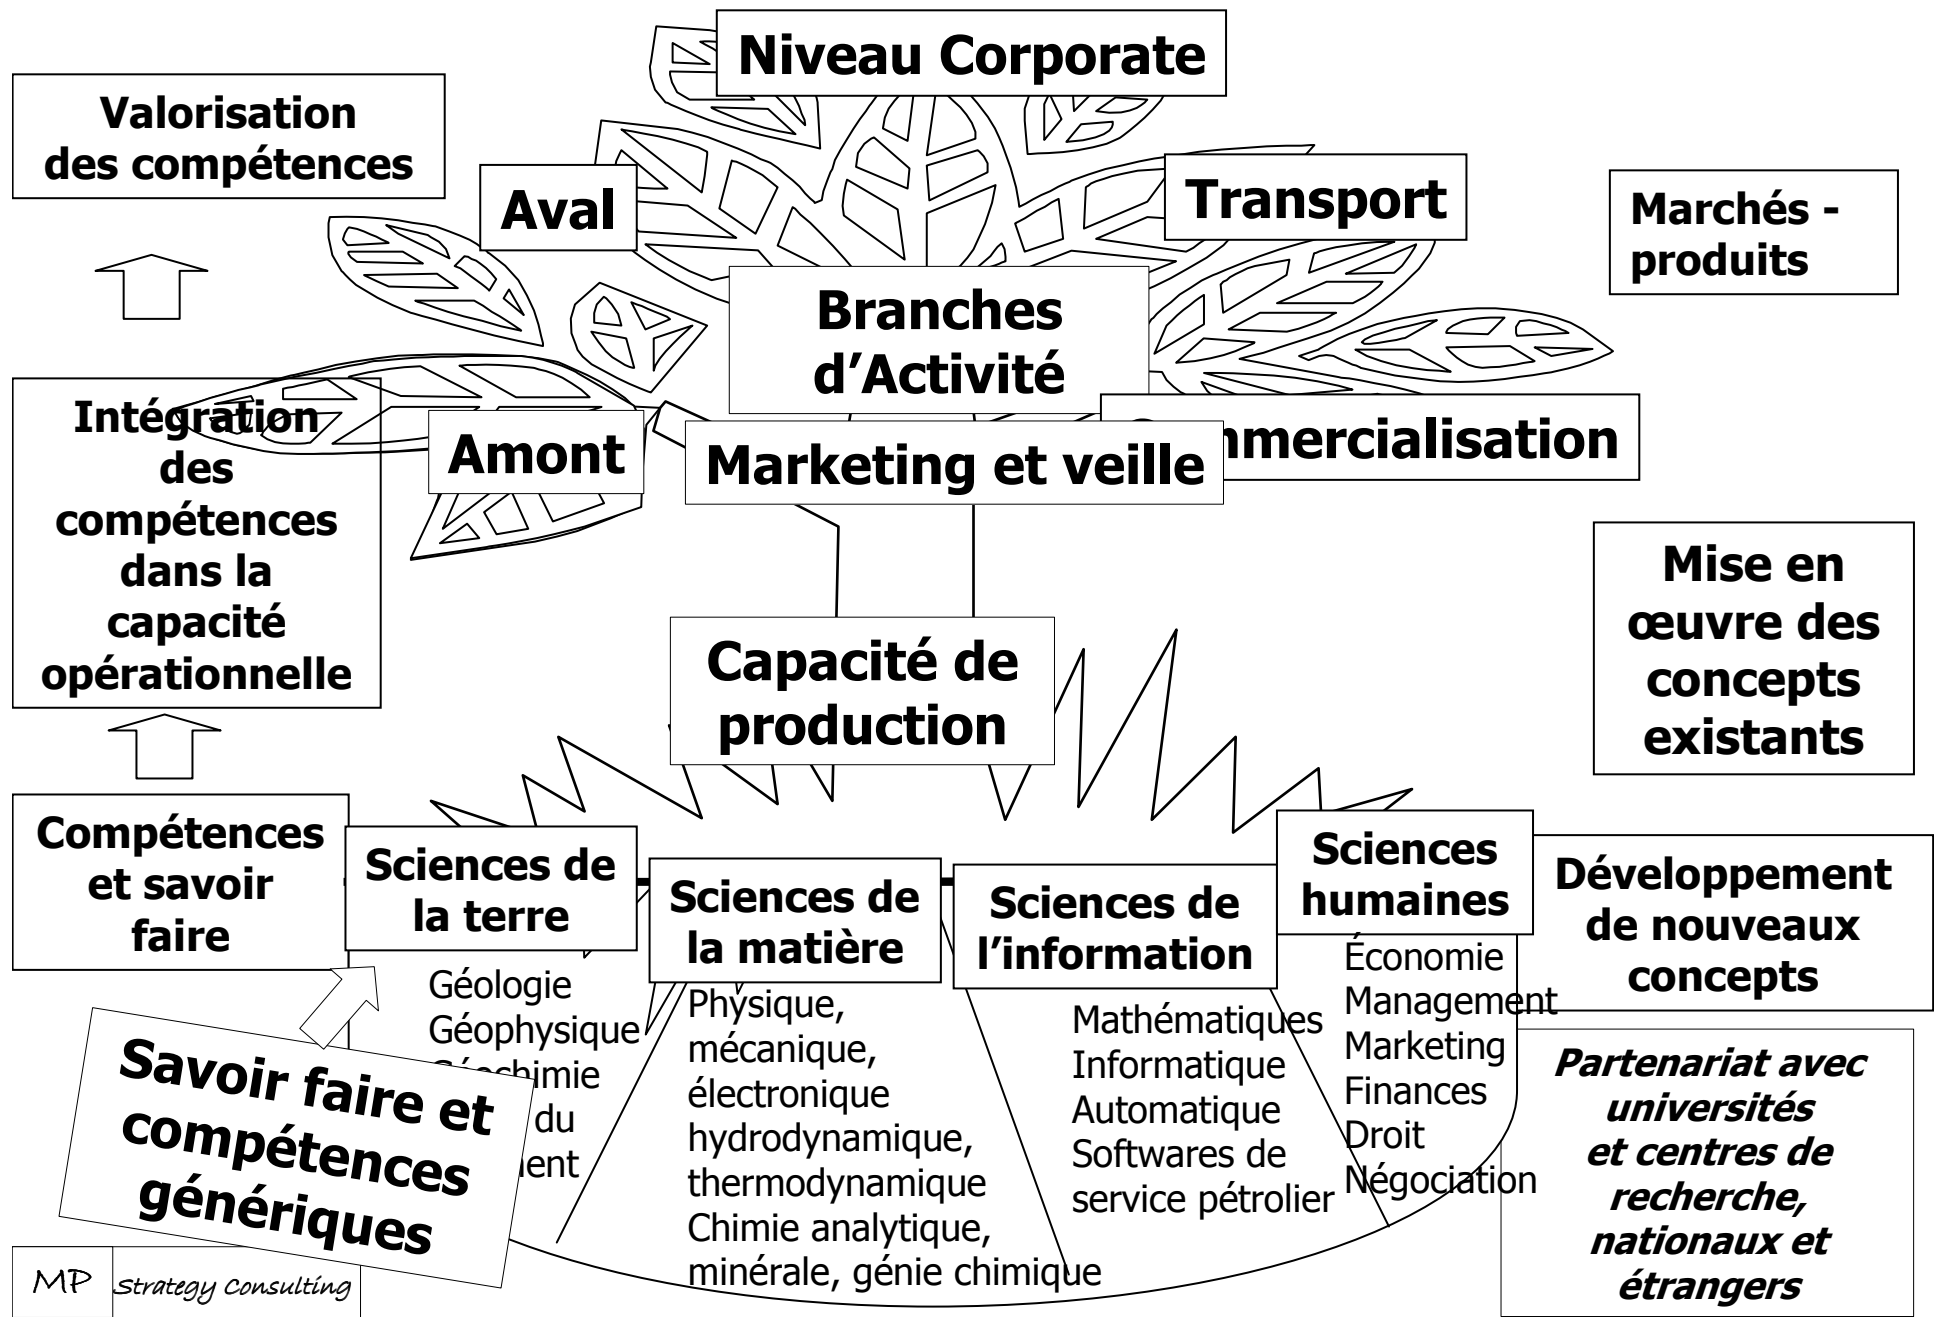 Niveau Corporate
Valorisation
des compétences
Aval
Transport
Marchés -
produits
Branches
d’Activité
Intégration
des
compétences
dans la
capacité
opérationnelle
Amont
Marketing et veille
mmercialisation
Mise en
œuvre des
concepts
existants
Capacité de
production
Compétences
et savoir
faire
Sciences de
la terre
Sciences de
la matière
Sciences de
l’information
Sciences
humaines
Développement
de nouveaux
concepts
Géologie
Géophysique
du
Physique,
mécanique,
électronique
hydrodynamique,
thermodynamique
Chimie analytique,
minérale, génie chimique
Mathématiques
Informatique
Automatique
Softwares de
service pétrolier
Économie
Management
Marketing
Finances
Droit
Négociation
Savoir faire et
compétences
génériques
Partenariat avec
universités
et centres de
recherche,
nationaux et
étrangers
MP Strategy Consulting